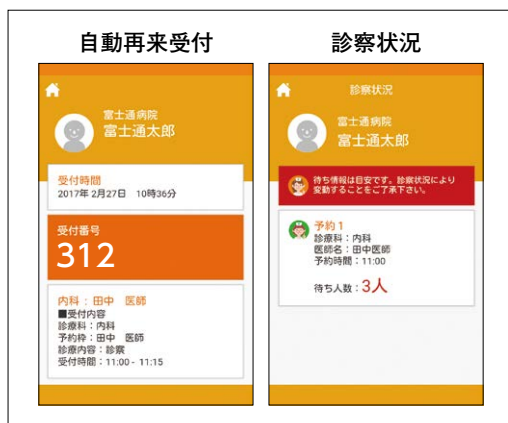 自動再来受付
富士通病院
富士通太郎
受付時間
2017年 2月27日 10時36分
受付番号
312
内科：田中 医師
■受付内容
診療科：内科
予約枠：田中 医師
診療内容：診察
受付時間：11:00 - 11:15
診察状況
診察状況
富士通病院
富士通太郎
待ち情報は目安です。診察状況により
変動することをご了承下さい。
予約 1
診療科：内科
医師名：田中医師
予約時間：11:00
待ち人数：3人